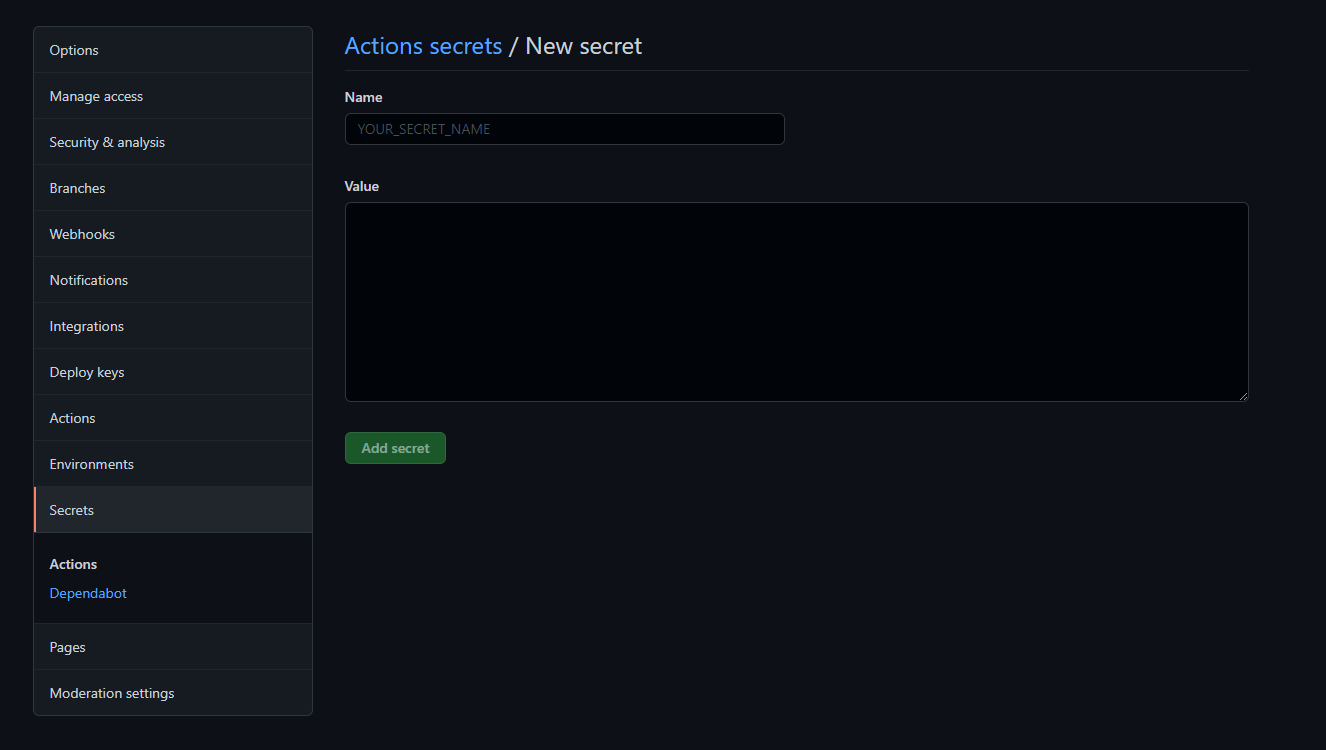 Options
Manage access
Security & analysis
Branches
Webhooks
Notifications
Integrations
Deploy keys
Actions
Environments
Secrets
Actions
Dependabot
Pages
Moderation settings
Actions secrets / New secret
Name
YOUR_SECRET_NAME
Value
Add secret